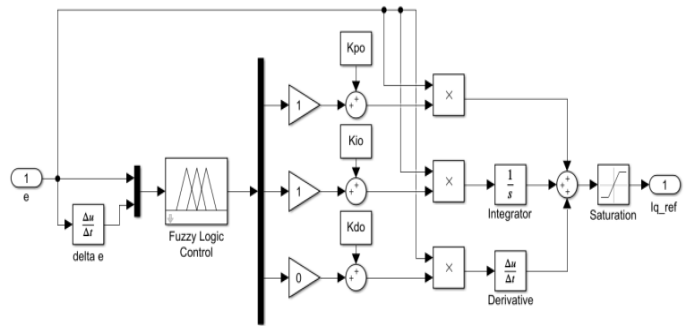 Kpo
+
+
1
×
Kio
+
+
1
×
1
s
Integrator
+
+
+
Saturation
1
Iq_ref
1
e
Δu
Δt
delta e
Fuzzy Logic
Control
Kdo
+
+
0
×
Δu
Δt
Derivative